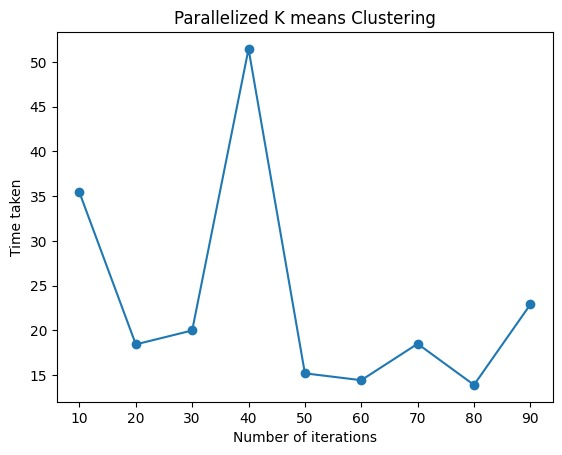 Parallelized K means Clustering
50
45
40
35
30
25
20
15
Time taken
10 20 30 40 50 60 70 80 90
Number of iterations